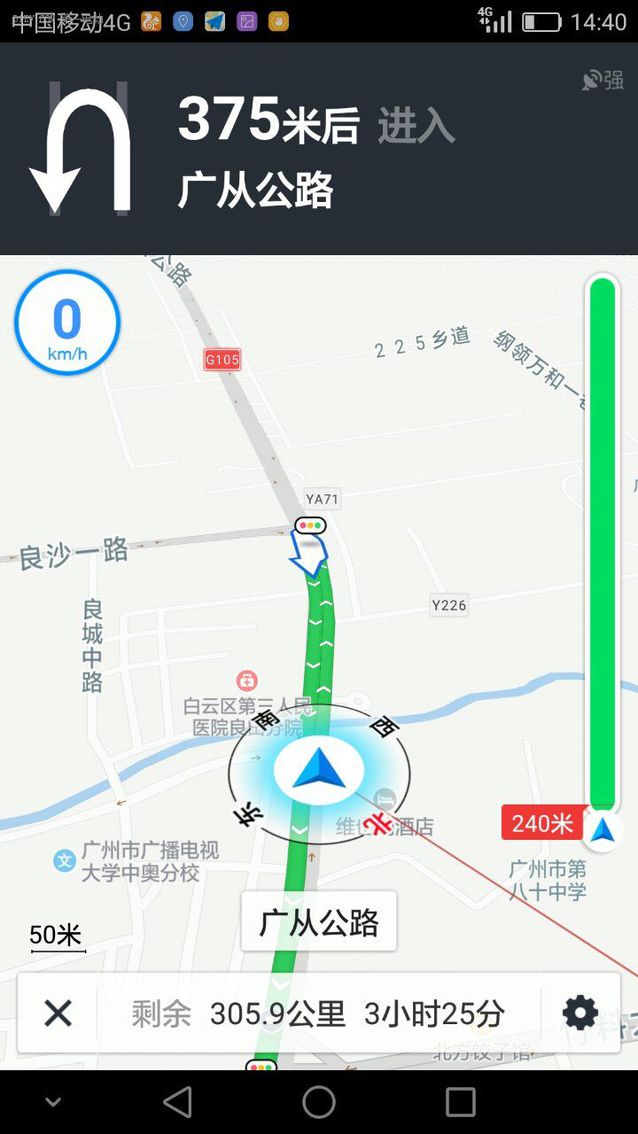 中国移动4G
4G
14:40
强
375米后 进入
广从公路
0
km/h
公路
G105
225乡道
纲领万和一
YA71
良沙一路
良城中路
Y226
白云区第三人民
医院良田分院
南
西
东
北
维也纳酒店
240米
广州市广播电视
大学中奥分校
文
广州市第
八十中学
50米
广从公路
剩余 305.9公里 3小时25分
北方饺子馆